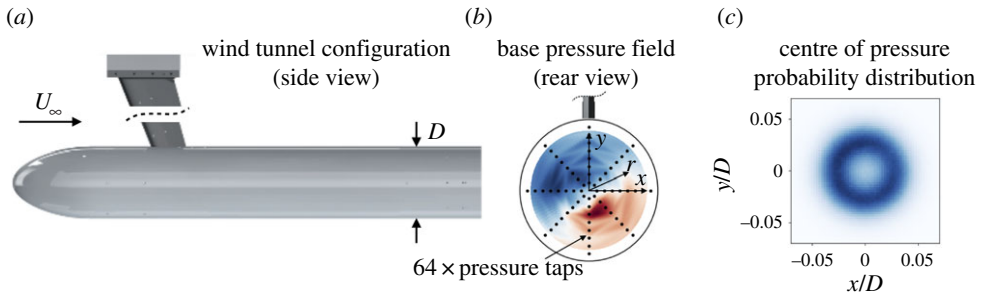 (a)
wind tunnel configuration
(side view)
U∞
D
(b)
base pressure field
(rear view)
y
r
x
64 × pressure taps
(c)
centre of pressure
probability distribution
0.05
0
−0.05
y/D
−0.05 0 0.05
x/D